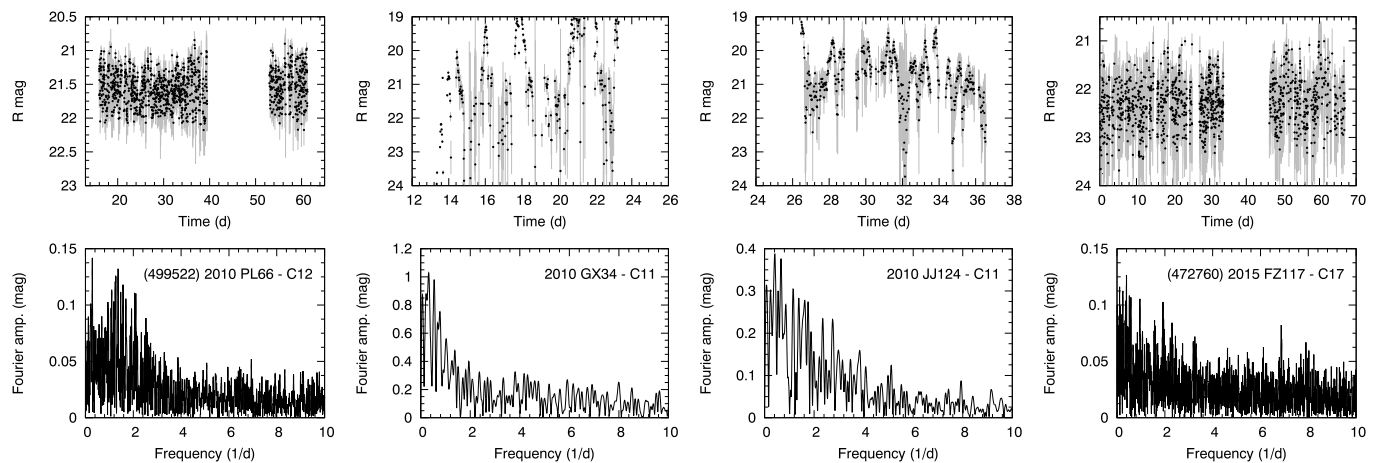 20.5
21
21.5
22
22.5
23
R mag
20 30 40 50 60
Time (d)
19
20
21
22
23
24
R mag
12 14 16 18 20 22 24 26
Time (d)
19
20
21
22
23
24
R mag
24 26 28 30 32 34 36 38
Time (d)
21
22
23
24
R mag
0 10 20 30 40 50 60 70
Time (d)
0.15
0.1
0.05
0
Fourier amp. (mag)
(499522) 2010 PL66 - C12
0 2 4 6 8 10
Frequency (1/d)
1.2
1
0.8
0.6
0.4
0.2
0
Fourier amp. (mag)
2010 GX34 - C11
0 2 4 6 8 10
Frequency (1/d)
0.4
0.3
0.2
0.1
0
Fourier amp. (mag)
2010 JJ124 - C11
0 2 4 6 8 10
Frequency (1/d)
0.15
0.1
0.05
0
Fourier amp. (mag)
(472760) 2015 FZ117 - C17
0 2 4 6 8 10
Frequency (1/d)